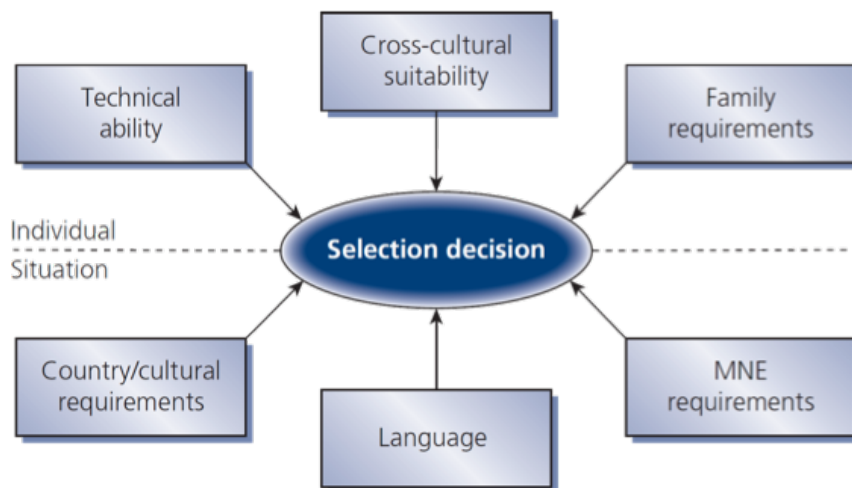 Cross-cultural
suitability
Technical
ability
Family
requirements
Individual
Selection decision
Situation
Country/cultural
requirements
Language
MNE
requirements